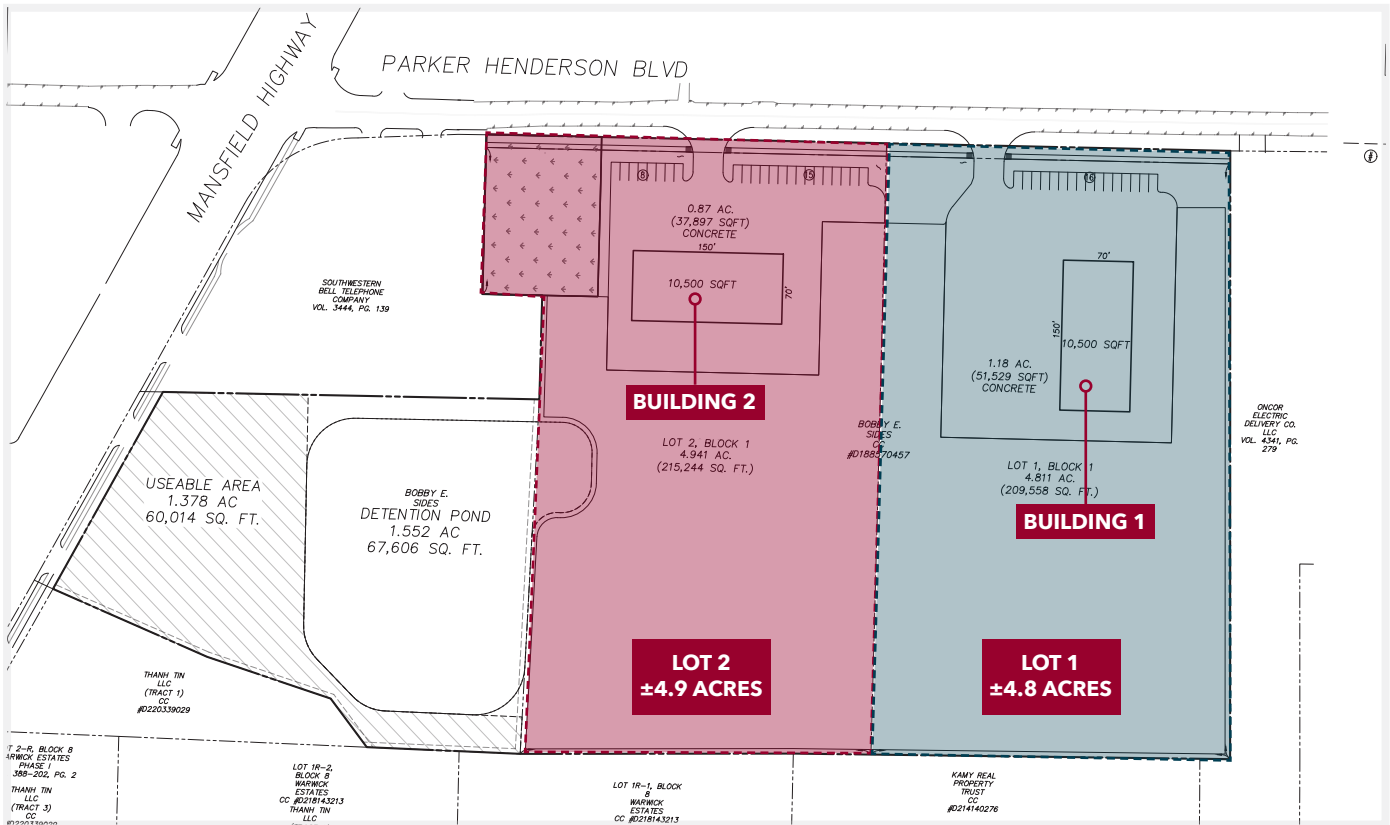 PARKER HENDERSON BLVD
MANSFIELD HIGHWAY
8
15
16
0.87 AC.
(37,897 SQFT)
CONCRETE
150'
10,500 SQFT
70'
BUILDING 2
LOT 2, BLOCK 1
4.941 AC.
(215,244 SQ. FT.)
LOT 2
±4.9 ACRES
70'
150'
10,500 SQFT
1.18 AC.
(51,529 SQFT)
CONCRETE
LOT 1, BLOCK 1
4.811 AC.
(209,558 SQ. FT.)
BUILDING 1
LOT 1
±4.8 ACRES
BOBBY E.
SIDES
CC
#D188570457
SOUTHWESTERN
BELL TELEPHONE
COMPANY
VOL. 3444, PG. 139
USEABLE AREA
1.378 AC
60,014 SQ. FT.
BOBBY E.
SIDES
DETENTION POND
1.552 AC
67,606 SQ. FT.
ONCOR
ELECTRIC
DELIVERY CO.
LLC
VOL. 4341, PG.
279
THANH TIN
LLC
(TRACT 1)
CC
#D220339029
T 2-R, BLOCK 8
ARWICK ESTATES
PHASE I
388-202, PG. 2
THANH TIN
LLC
(TRACT 3)
CC
#D220339029
LOT 1R-2,
BLOCK 8
WARWICK
ESTATES
CC #D218143213
THANH TIN
LLC
LOT 1R-1, BLOCK
8
WARWICK
ESTATES
CC #D218143213
KAMY REAL
PROPERTY
TRUST
CC
#D214140276